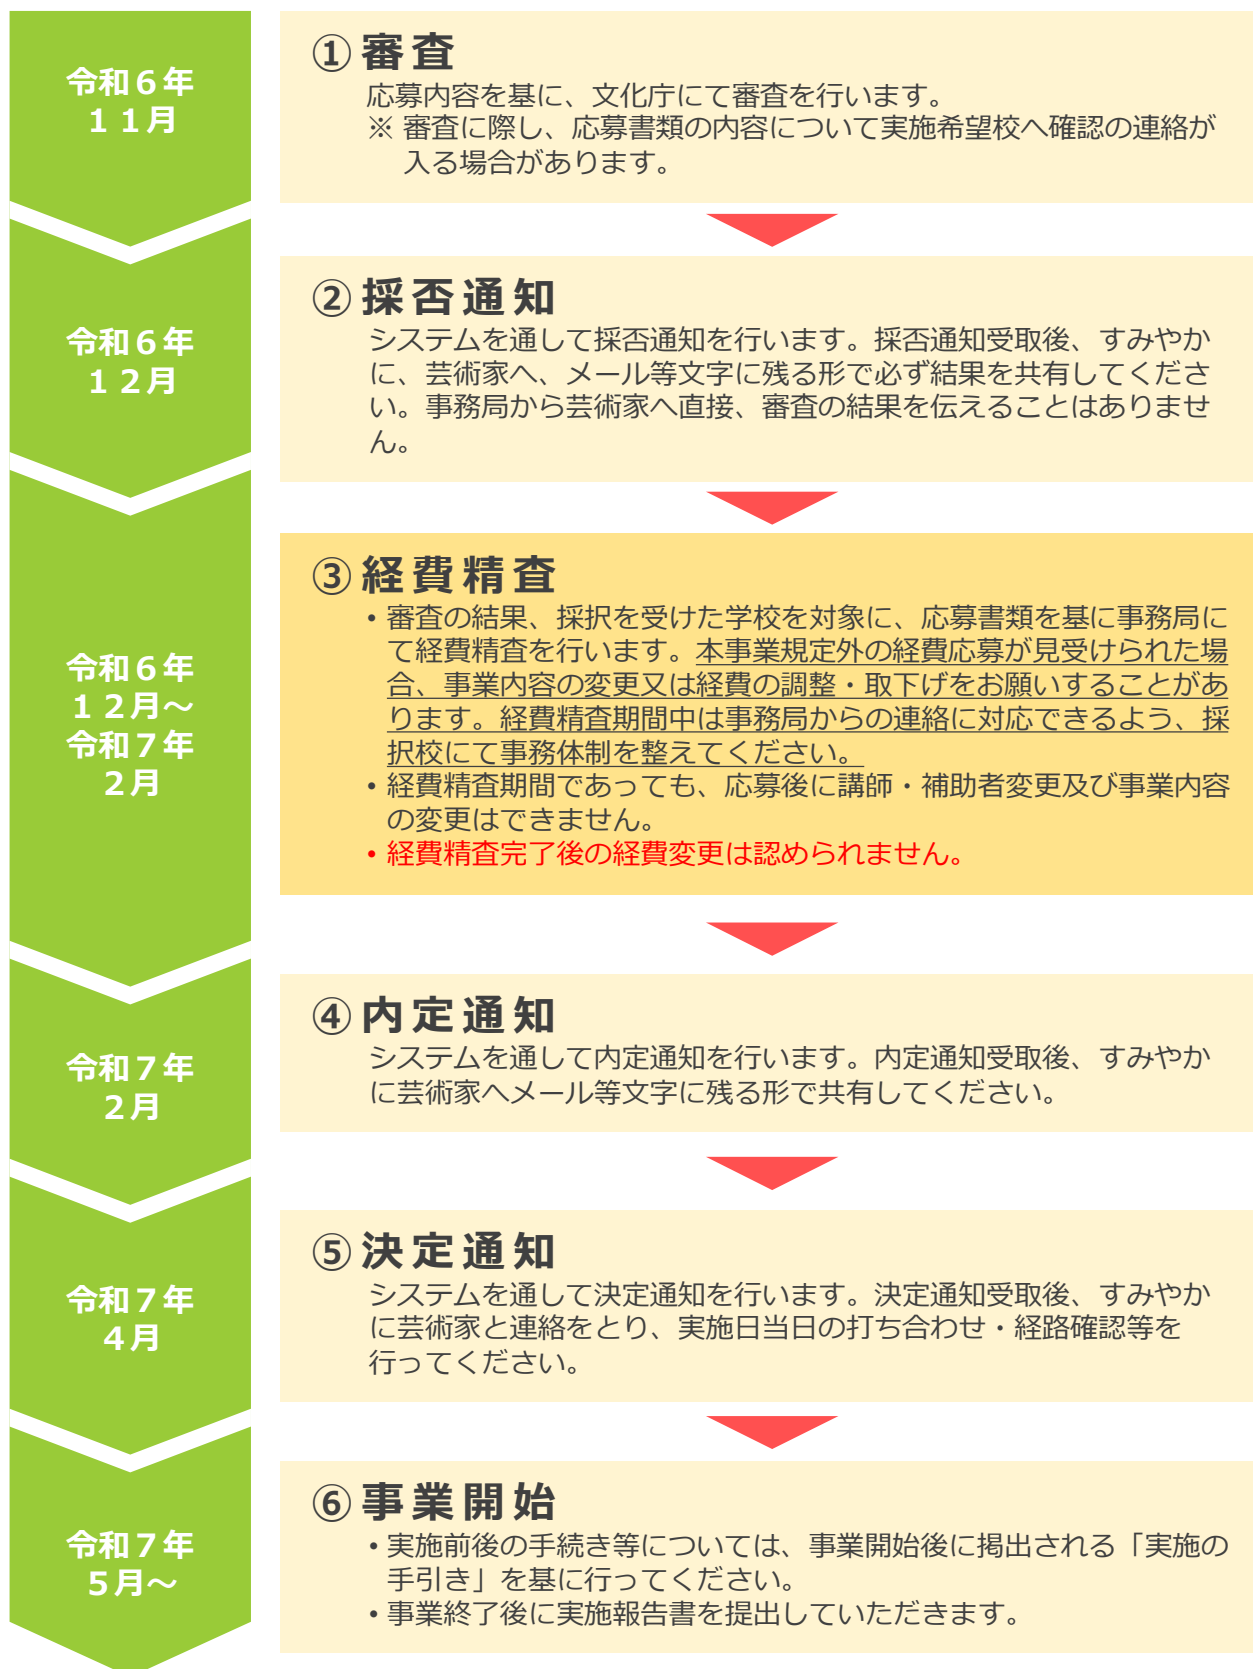 令和６年
１１月
①審査
応募内容を基に、文化庁にて審査を行います。
※ 審査に際し、応募書類の内容について実施希望校へ確認の連絡が
入る場合があります。
令和６年
１２月
②採否通知
システムを通して採否通知を行います。採否通知受取後、すみやか
に、芸術家へ、メール等文字に残る形で必ず結果を共有してくださ
い。事務局から芸術家へ直接、審査の結果を伝えることはありませ
ん。
令和６年
１２月～
令和７年
２月
③経費精査
• 審査の結果、採択を受けた学校を対象に、応募書類を基に事務局に
て経費精査を行います。本事業規定外の経費応募が見受けられた場
合、事業内容の変更又は経費の調整・取下げをお願いすることがあ
ります。経費精査期間中は事務局からの連絡に対応できるよう、採
択校にて事務体制を整えてください。
• 経費精査期間であっても、応募後に講師・補助者変更及び事業内容
の変更はできません。
• 経費精査完了後の経費変更は認められません。
令和７年
２月
④内定通知
システムを通して内定通知を行います。内定通知受取後、すみやか
に芸術家へメール等文字に残る形で共有してください。
令和７年
４月
⑤決定通知
システムを通して決定通知を行います。決定通知受取後、すみやか
に芸術家と連絡をとり、実施日当日の打ち合わせ・経路確認等を
行ってください。
令和７年
５月～
⑥事業開始
• 実施前後の手続き等については、事業開始後に掲出される「実施の
手引き」を基に行ってください。
• 事業終了後に実施報告書を提出していただきます。